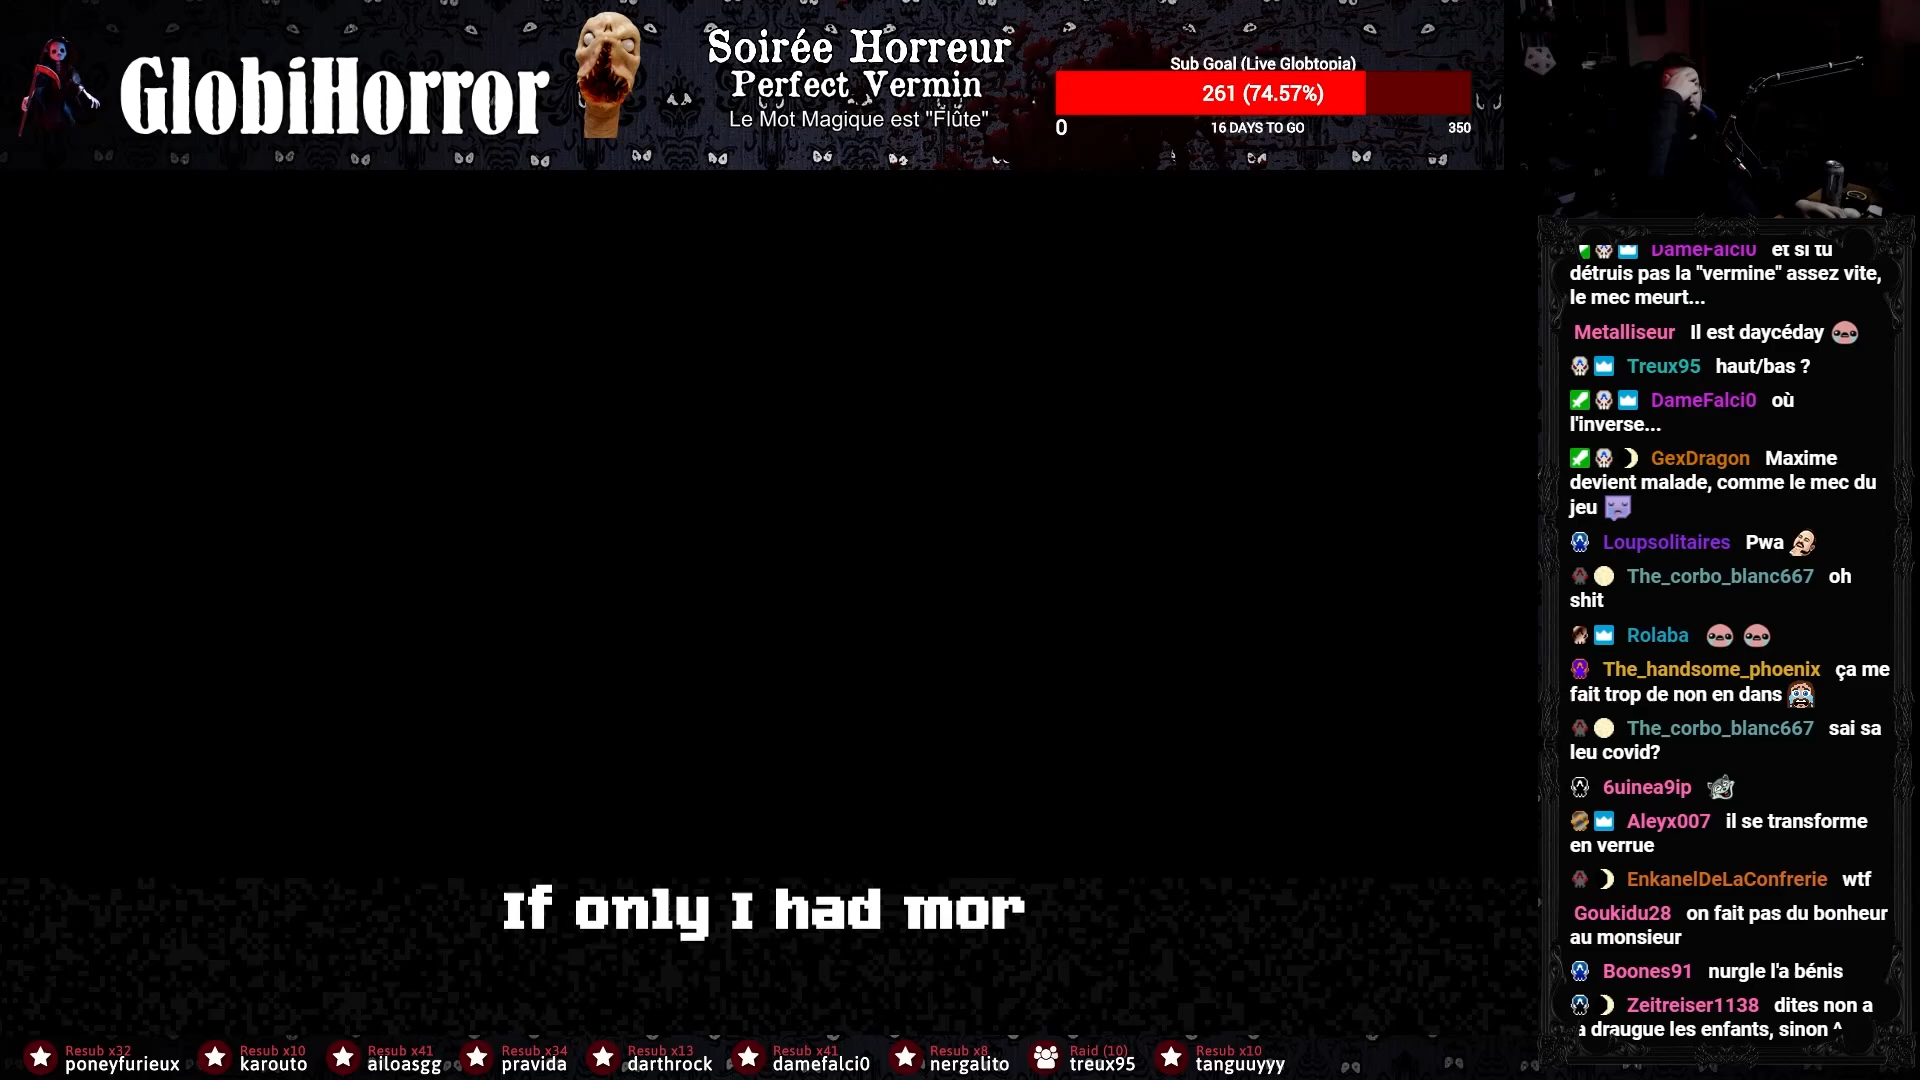 GlobiHorror
Soirée Horreur
Perfect Vermin
Le Mot Magique est "Flûte"
Sub Goal (Live Globtopia)
261 (74.57%)
0 16 DAYS TO GO 350
DameFalci0 et si tu
détruis pas la "vermine" assez vite,
le mec meurt...
Metalliseur Il est daycéday
Treux95 haut/bas ?
DameFalci0 où
l'inverse...
GexDragon Maxime
devient malade, comme le mec du
jeu
Loupsolitaires Pwa
The_corbo_blanc667 oh
shit
Rolaba
The_handsome_phoenix ça me
fait trop de non en dans
The_corbo_blanc667 sai sa
leu covid?
6uinea9ip
Aleyx007 il se transforme
en verrue
EnkanelDeLaConfrerie wtf
Goukidu28 on fait pas du bonheur
au monsieur
Boones91 nurgle l'a bénis
Zeitreiser1138 dites non a
a draugue les enfants, sinon ^
If only I had mor
Resub x32
poneyfurieux
Resub x10
karouto
Resub x41
ailoasgg
Resub x34
pravida
Resub x13
darthrock
Resub x41
damefalci0
Resub x8
nergalito
Raid (10)
treux95
Resub x10
tanguuyyy